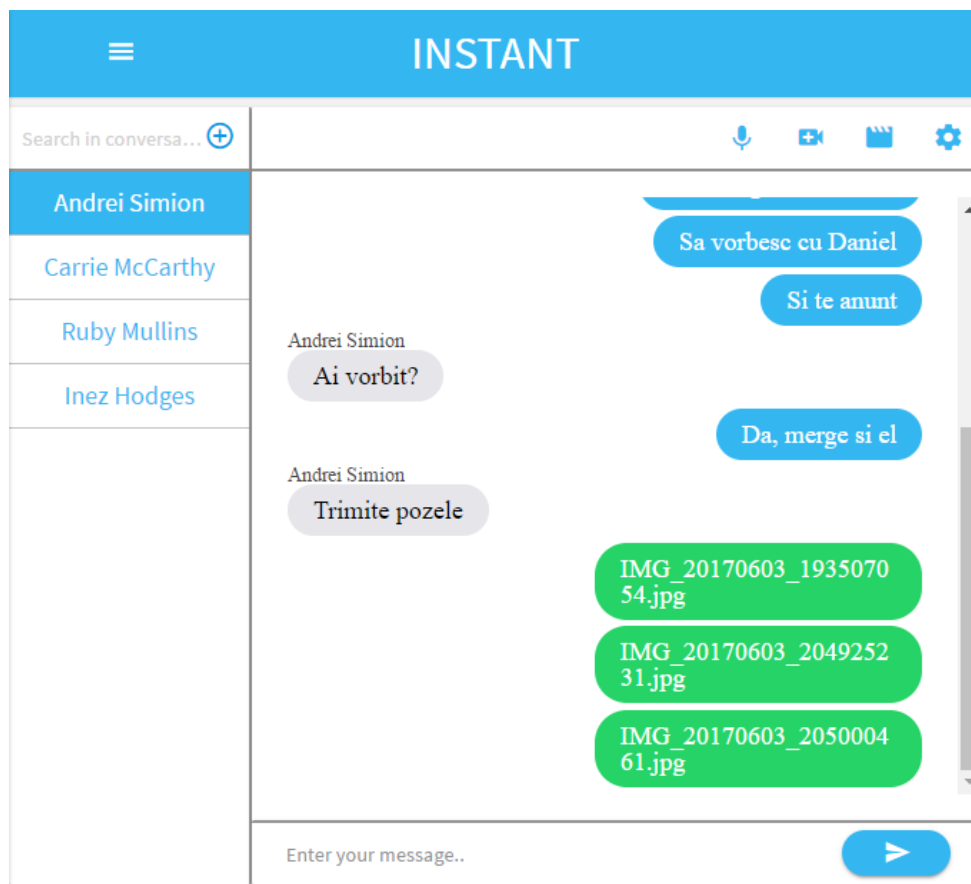 INSTANT
Search in conversa...
Andrei Simion
Carrie McCarthy
Ruby Mullins
Inez Hodges
Sa vorbesc cu Daniel
Si te anunt
Andrei Simion
Ai vorbit?
Da, merge si el
Andrei Simion
Trimite pozele
IMG_20170603_1935070
54.jpg
IMG_20170603_2049252
31.jpg
IMG_20170603_2050004
61.jpg
Enter your message..